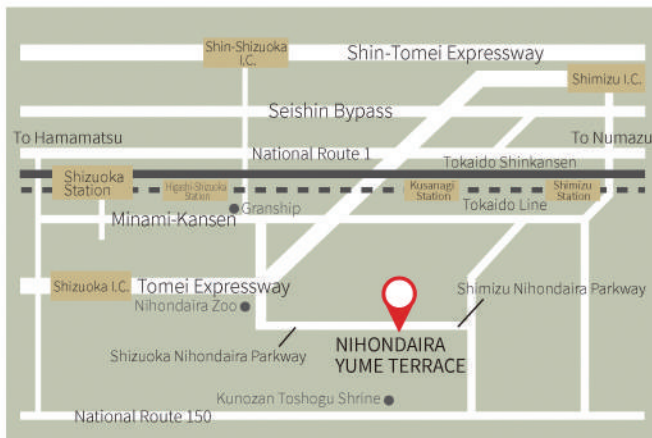 Shin-Shizuoka
I.C.
Shin-Tomei Expressway
Shimizu I.C.
Seishin Bypass
To Hamamatsu
To Numazu
National Route 1
Tokaido Shinkansen
Shizuoka
Station
Higashi-Shizuoka
Station
Kusanagi
Station
Shimizu
Station
Granship
Tokaido Line
Minami-Kansen
Shizuoka I.C.
Tomei Expressway
Shimizu Nihondaira Parkway
Nihondaira Zoo
Shizuoka Nihondaira Parkway
NIHONDAIRA
YUME TERRACE
Kunozan Toshogu Shrine
National Route 150